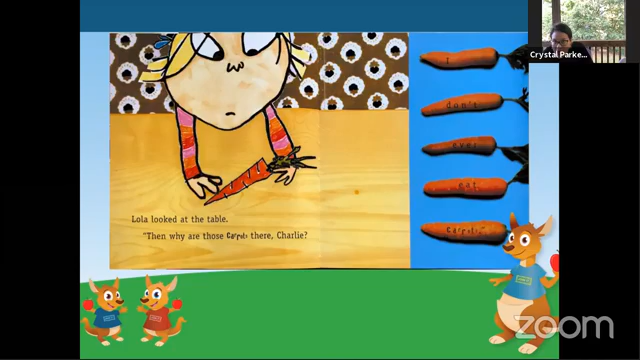 Crystal Parke...
I
don't
ever
eat
carrots."
Lola looked at the table.
"Then why are those carrots there, Charlie?
zoom